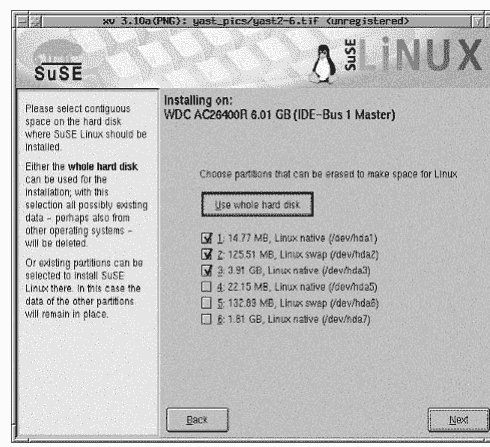 xv 3.10a(PNG): yast_pics/yast2-6.tif <unregistered>
SuSE
SuSE LiNUX
Please select contiguous
space on the hard disk
where SuSE Linux should be
installed.
Either the whole hard disk
can be used for the
installation; with this
selection all possibly existing
data - perhaps also from
other operating systems -
will be deleted.
Or existing partitions can be
selected to install SuSE
Linux there. In this case the
data of the other partitions
will remain in place.
Installing on:
WDC AC26400R 6.01 GB (IDE-Bus 1 Master)
Choose partitions that can be erased to make space for Linux
Use whole hard disk
1: 14.77 MB, Linux native (/dev/hda1)
2: 125.51 MB, Linux swap (/dev/hda2)
3: 3.91 GB, Linux native (/dev/hda3)
4: 22.15 MB, Linux native (/dev/hda5)
5: 132.89 MB, Linux swap (/dev/hda6)
6: 1.81 GB, Linux native (/dev/hda7)
Back
Next